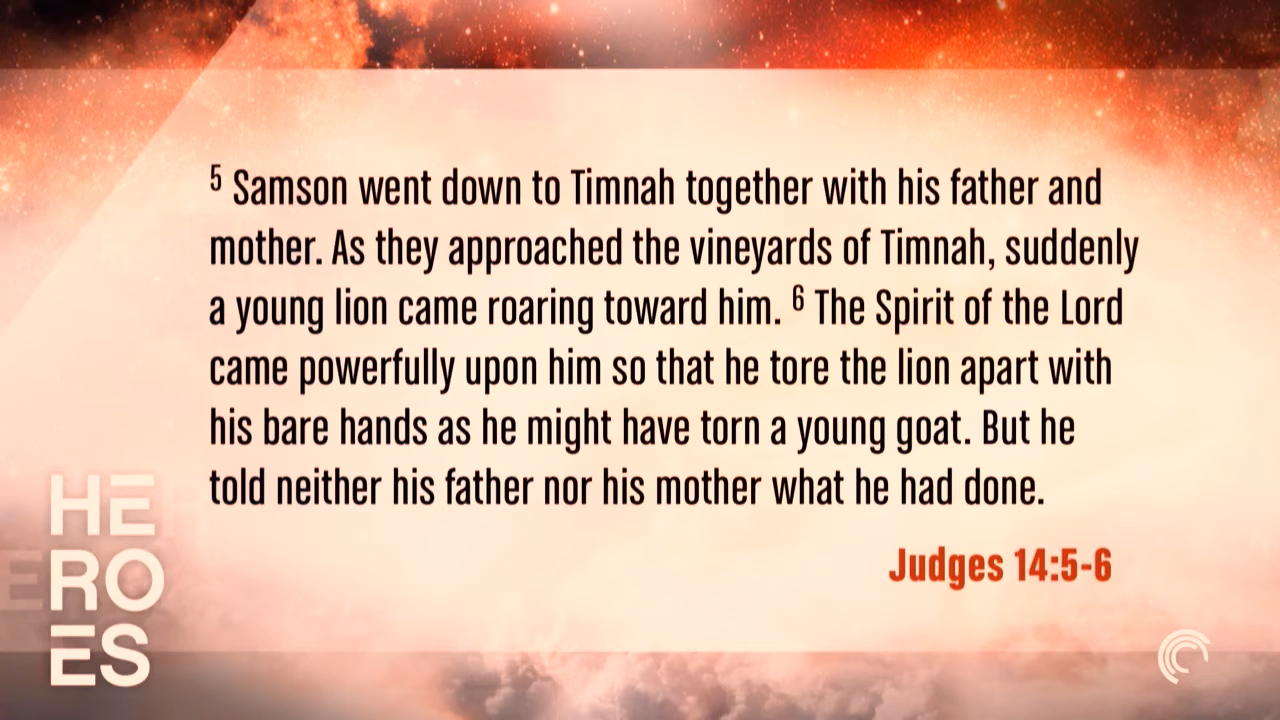 ⁵ Samson went down to Timnah together with his father and
mother. As they approached the vineyards of Timnah, suddenly
a young lion came roaring toward him. ⁶ The Spirit of the Lord
came powerfully upon him so that he tore the lion apart with
his bare hands as he might have torn a young goat. But he
told neither his father nor his mother what he had done.
Judges 14:5-6
HE
RO
ES